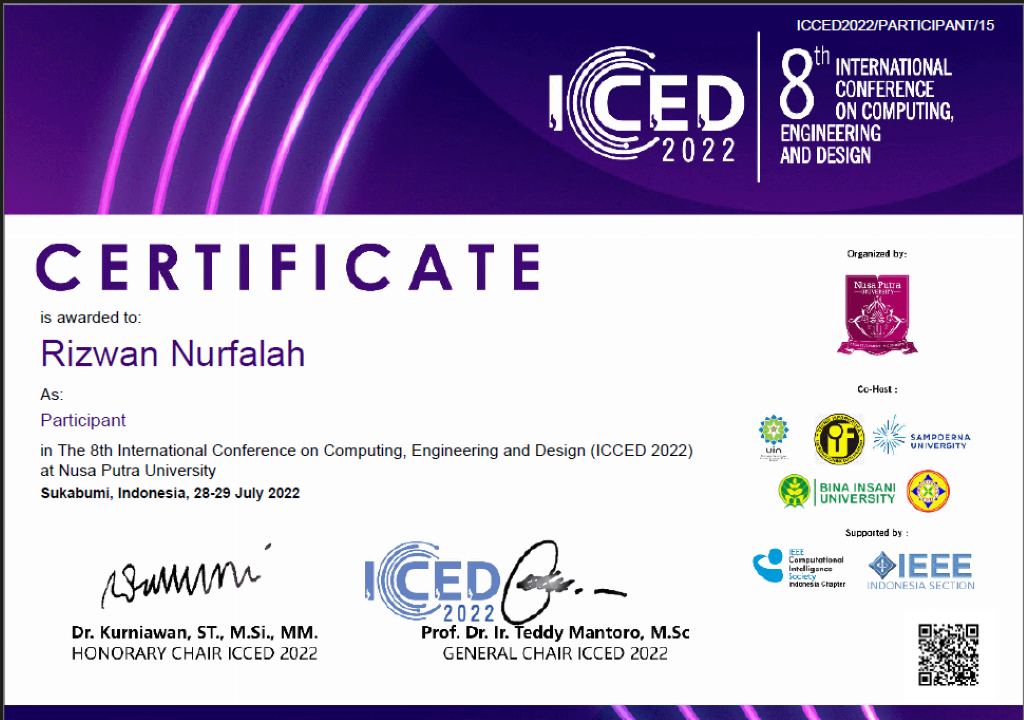 ICCED2022/PARTICIPANT/15
ICCED
2022
8th INTERNATIONAL
CONFERENCE
ON COMPUTING,
ENGINEERING
AND DESIGN
CERTIFICATE
is awarded to:
Rizwan Nurfalah
As:
Participant
in The 8th International Conference on Computing, Engineering and Design (ICCED 2022)
at Nusa Putra University
Sukabumi, Indonesia, 28-29 July 2022
Organized by:
Nusa Putra
UNIVERSITY
Co-Host :
uin
SAMPOERNA
UNIVERSITY
BINA INSANI
UNIVERSITY
Supported by :
IEEE
Computational
Intelligence
Society
Indonesia Chapter
IEEE
INDONESIA SECTION
ICCED
2022
Dr. Kurniawan, ST., M.Si., MM.
HONORARY CHAIR ICCED 2022
Prof. Dr. Ir. Teddy Mantoro, M.Sc
GENERAL CHAIR ICCED 2022